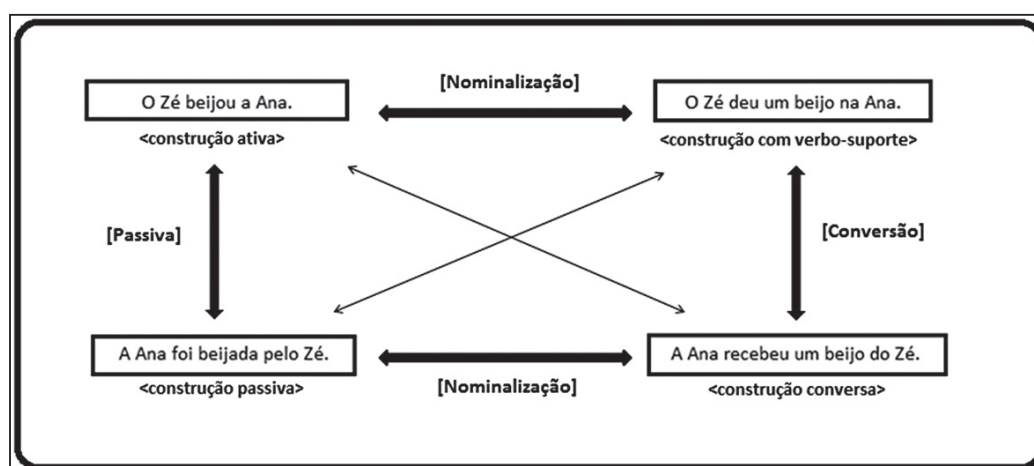 [Nominalização]
O Zé beijou a Ana.
O Zé deu um beijo na Ana.
<construção ativa>
<construção com verbo-suporte>
[Passiva]
[Conversão]
A Ana foi beijada pelo Zé.
A Ana recebeu um beijo do Zé.
<construção passiva>
[Nominalização]
<construção conversa>